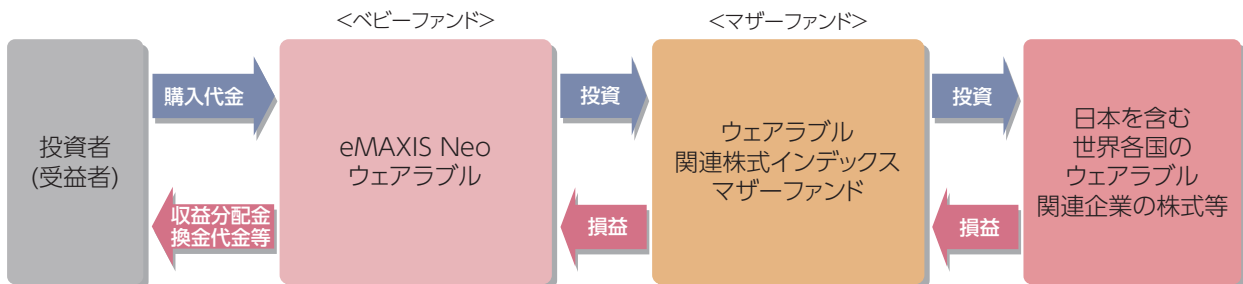 <ベビーファンド>
<マザーファンド>
投資者
(受益者)
購入代金
収益分配金
換金代金等
eMAXIS Neo
ウェアラブル
投資
損益
ウェアラブル
関連株式インデックス
マザーファンド
投資
損益
日本を含む
世界各国の
ウェアラブル
関連企業の株式等